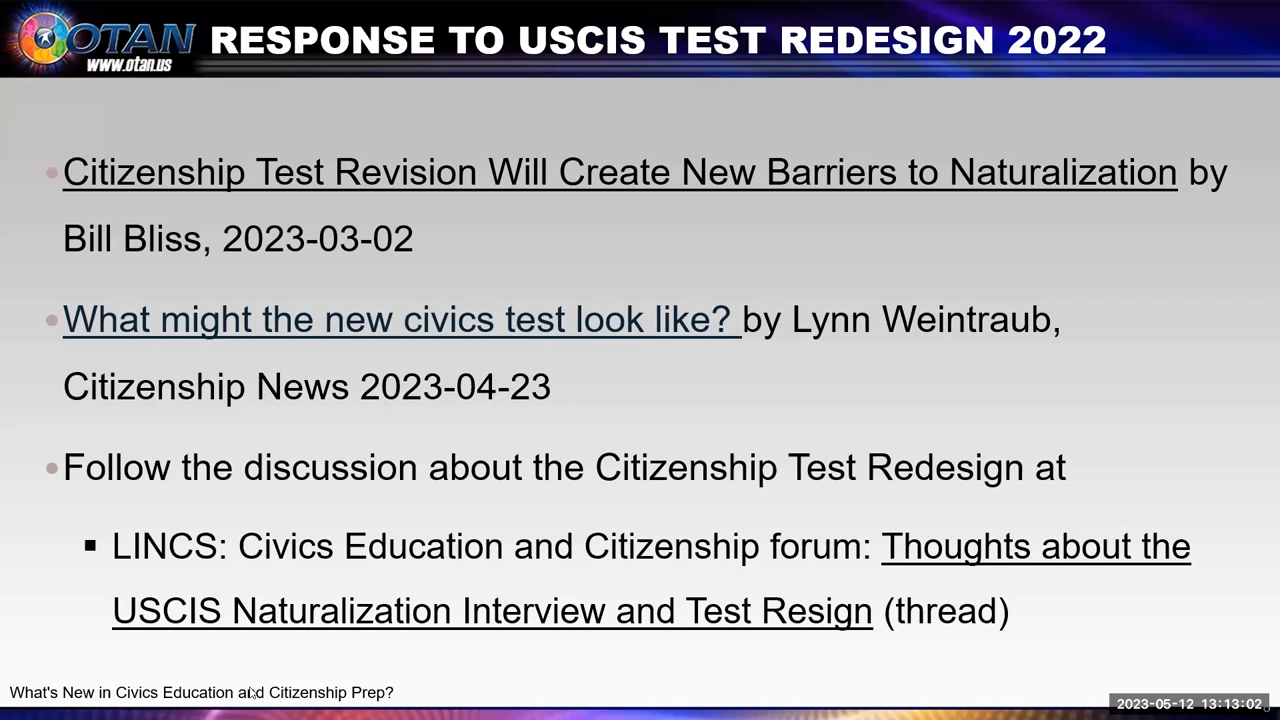 OTAN
www.otan.us
RESPONSE TO USCIS TEST REDESIGN 2022
•Citizenship Test Revision Will Create New Barriers to Naturalization by
Bill Bliss, 2023-03-02
•What might the new civics test look like? by Lynn Weintraub,
Citizenship News 2023-04-23
•Follow the discussion about the Citizenship Test Redesign at
▪ LINCS: Civics Education and Citizenship forum: Thoughts about the
USCIS Naturalization Interview and Test Resign (thread)
What's New in Civics Education and Citizenship Prep?
2023-05-12 13:13:02